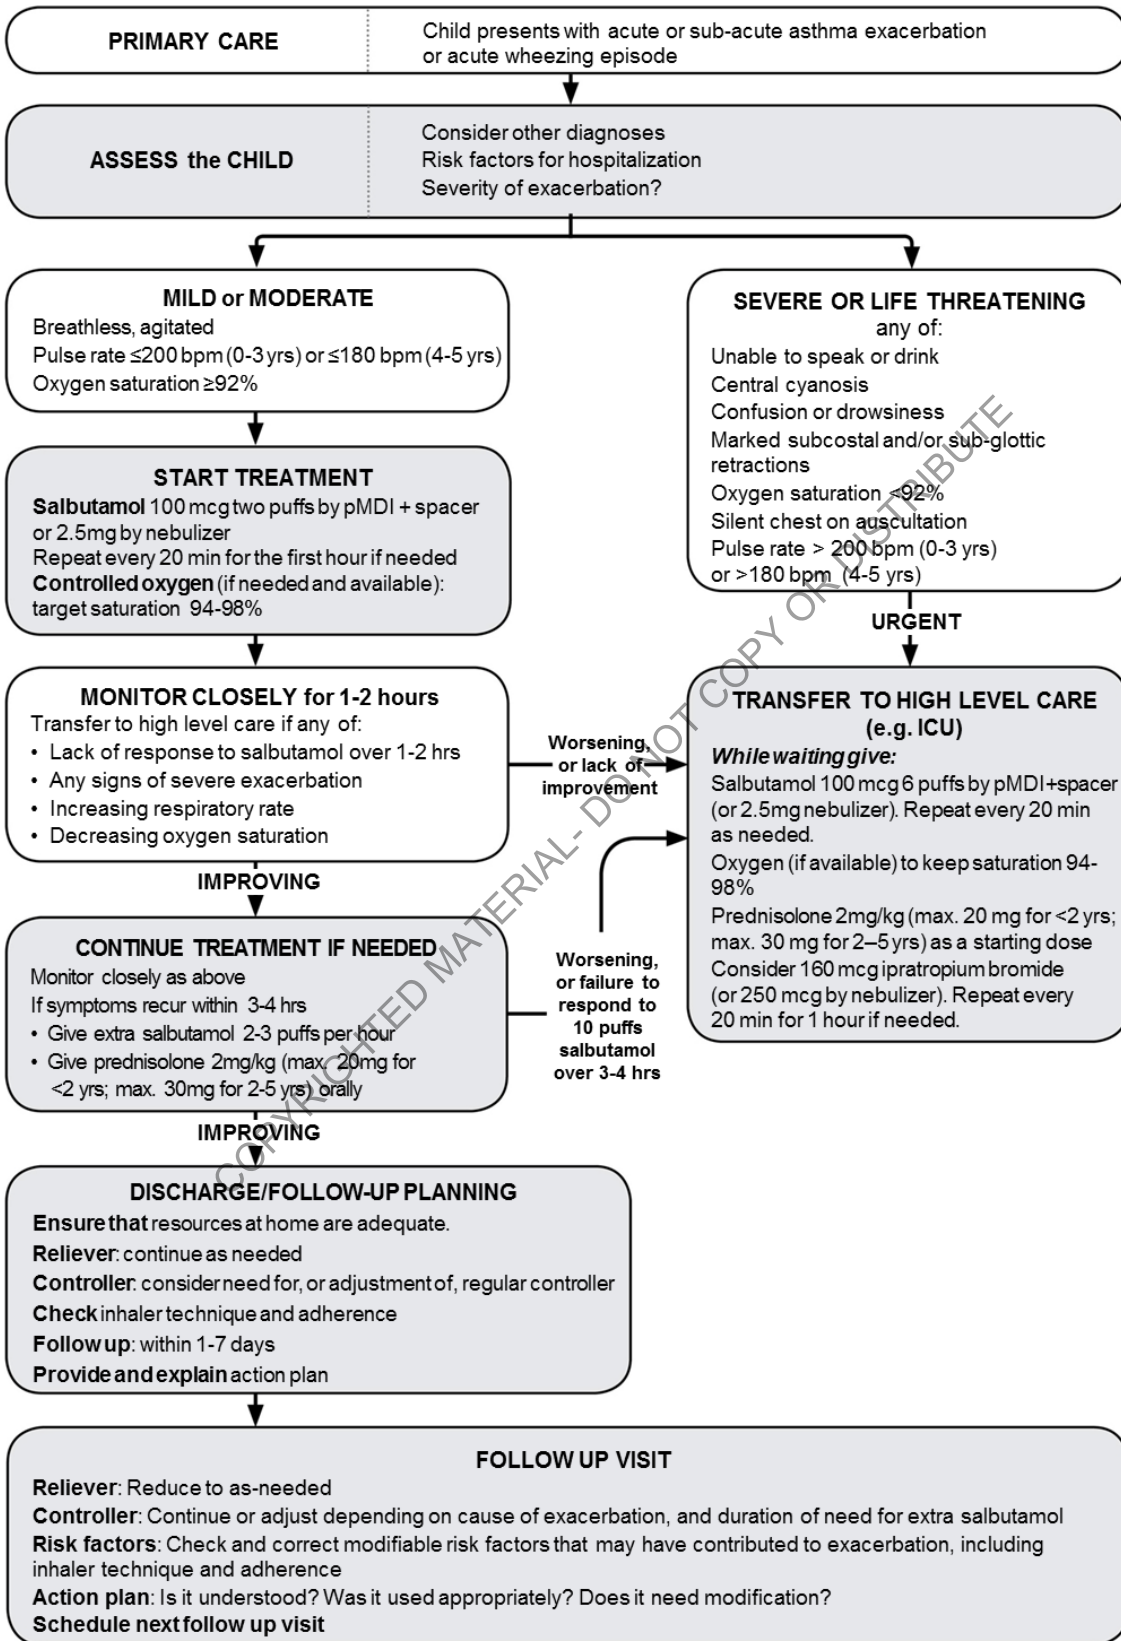 PRIMARY CARE
Child presents with acute or sub-acute asthma exacerbation
or acute wheezing episode
ASSESS the CHILD
Consider other diagnoses
Risk factors for hospitalization
Severity of exacerbation?
MILD or MODERATE
Breathless, agitated
Pulse rate ≤200 bpm (0-3 yrs) or ≤180 bpm (4-5 yrs)
Oxygen saturation ≥92%
SEVERE OR LIFE THREATENING
any of:
Unable to speak or drink
Central cyanosis
Confusion or drowsiness
Marked subcostal and/or sub-glottic
retractions
Oxygen saturation <92%
Silent chest on auscultation
Pulse rate > 200 bpm (0-3 yrs)
or >180 bpm (4-5 yrs)
START TREATMENT
Salbutamol 100 mcg two puffs by pMDI + spacer
or 2.5mg by nebulizer
Repeat every 20 min for the first hour if needed
Controlled oxygen (if needed and available):
target saturation 94-98%
URGENT
MONITOR CLOSELY for 1-2 hours
Transfer to high level care if any of:
• Lack of response to salbutamol over 1-2 hrs
• Any signs of severe exacerbation
• Increasing respiratory rate
• Decreasing oxygen saturation
Worsening,
or lack of
improvement
TRANSFER TO HIGH LEVEL CARE
(e.g. ICU)
While waiting give:
Salbutamol 100 mcg 6 puffs by pMDI+spacer
(or 2.5mg nebulizer). Repeat every 20 min
as needed.
Oxygen (if available) to keep saturation 94-
98%
Prednisolone 2mg/kg (max. 20 mg for <2 yrs;
max. 30 mg for 2–5 yrs) as a starting dose
Consider 160 mcg ipratropium bromide
(or 250 mcg by nebulizer). Repeat every
20 min for 1 hour if needed.
IMPROVING
CONTINUE TREATMENT IF NEEDED
Monitor closely as above
If symptoms recur within 3-4 hrs
• Give extra salbutamol 2-3 puffs per hour
• Give prednisolone 2mg/kg (max. 20mg for
<2 yrs; max. 30mg for 2-5 yrs) orally
Worsening,
or failure to
respond to
10 puffs
salbutamol
over 3-4 hrs
IMPROVING
DISCHARGE/FOLLOW-UP PLANNING
Ensure that resources at home are adequate.
Reliever: continue as needed
Controller: consider need for, or adjustment of, regular controller
Check inhaler technique and adherence
Follow up: within 1-7 days
Provide and explain action plan
FOLLOW UP VISIT
Reliever: Reduce to as-needed
Controller: Continue or adjust depending on cause of exacerbation, and duration of need for extra salbutamol
Risk factors: Check and correct modifiable risk factors that may have contributed to exacerbation, including
inhaler technique and adherence
Action plan: Is it understood? Was it used appropriately? Does it need modification?
Schedule next follow up visit
COPYRIGHTED MATERIAL- DO NOT COPY OR DISTRIBUTE